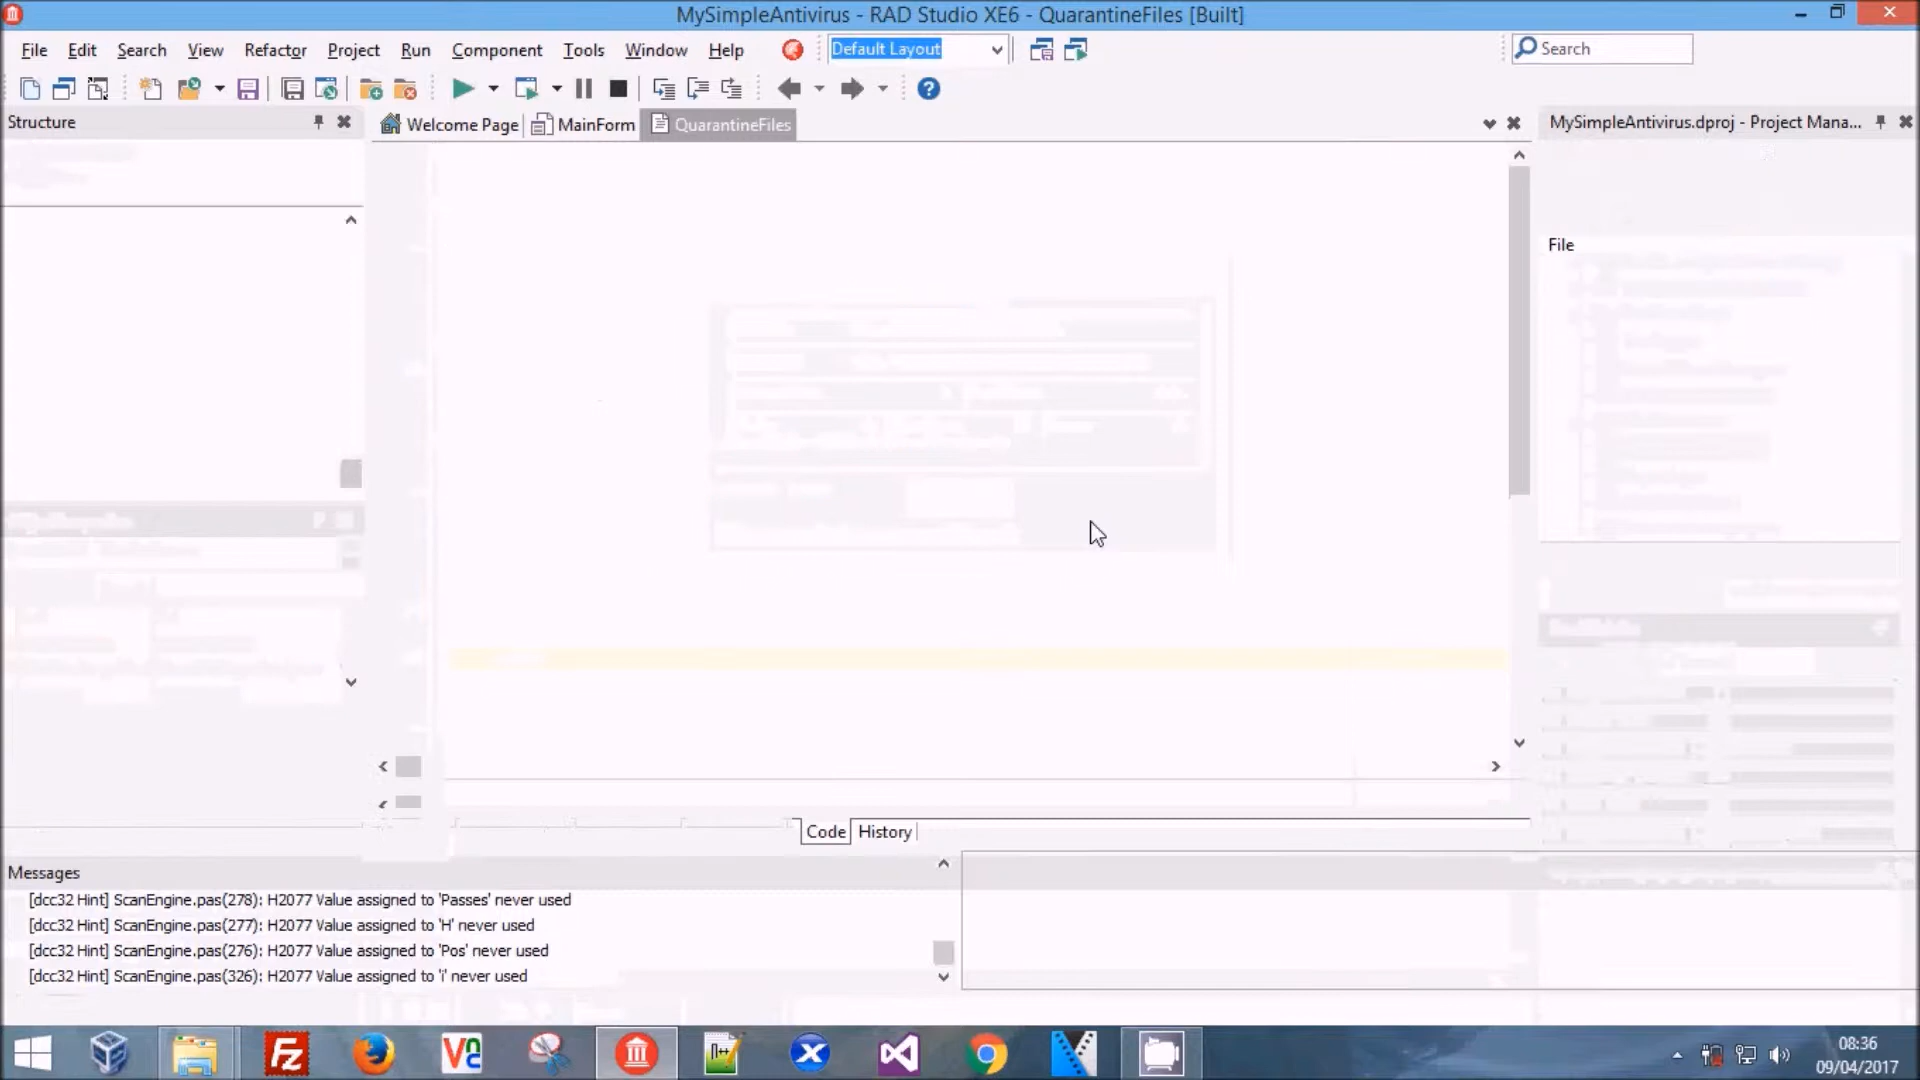 MySimpleAntivirus - RAD Studio XE6 - QuarantineFiles [Built]
File Edit Search View Refactor Project Run Component Tools Window Help Default Layout Search
Structure
Welcome Page MainForm QuarantineFiles
MySimpleAntivirus.dproj - Project Mana...
File
Code History
Messages
[dcc32 Hint] ScanEngine.pas(278): H2077 Value assigned to 'Passes' never used
[dcc32 Hint] ScanEngine.pas(277): H2077 Value assigned to 'H' never used
[dcc32 Hint] ScanEngine.pas(276): H2077 Value assigned to 'Pos' never used
[dcc32 Hint] ScanEngine.pas(326): H2077 Value assigned to 'i' never used
08:36
09/04/2017